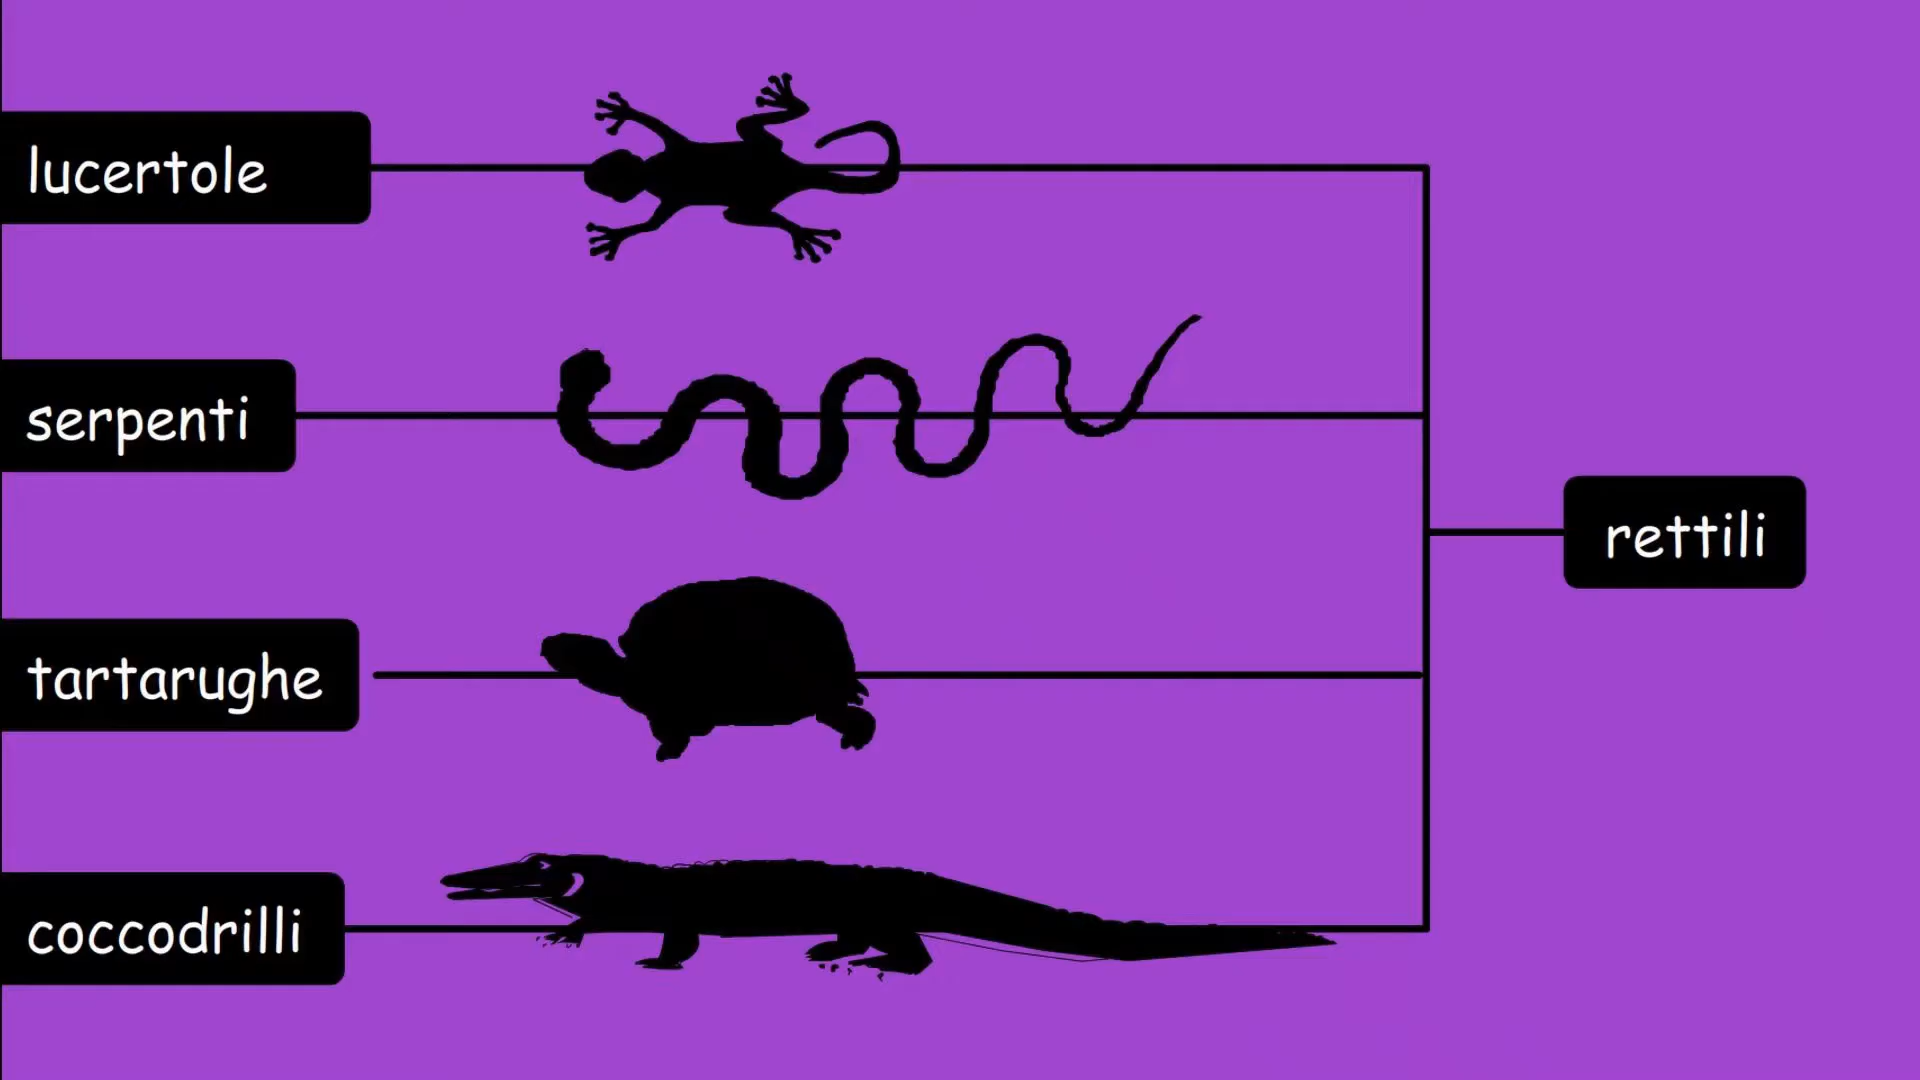 lucertole
serpenti
rettili
tartarughe
coccodrilli